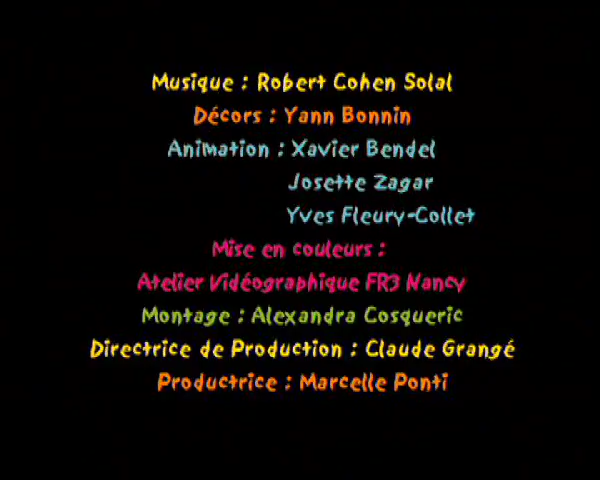 Musique : Robert Cohen Solal
Décors : Yann Bonnin
Animation : Xavier Bendel
Josette Zagar
Yves Fleury-Collet
Mise en couleurs :
Atelier Vidéographique FR3 Nancy
Montage : Alexandra Cosqueric
Directrice de Production : Claude Grangé
Productrice : Marcelle Ponti